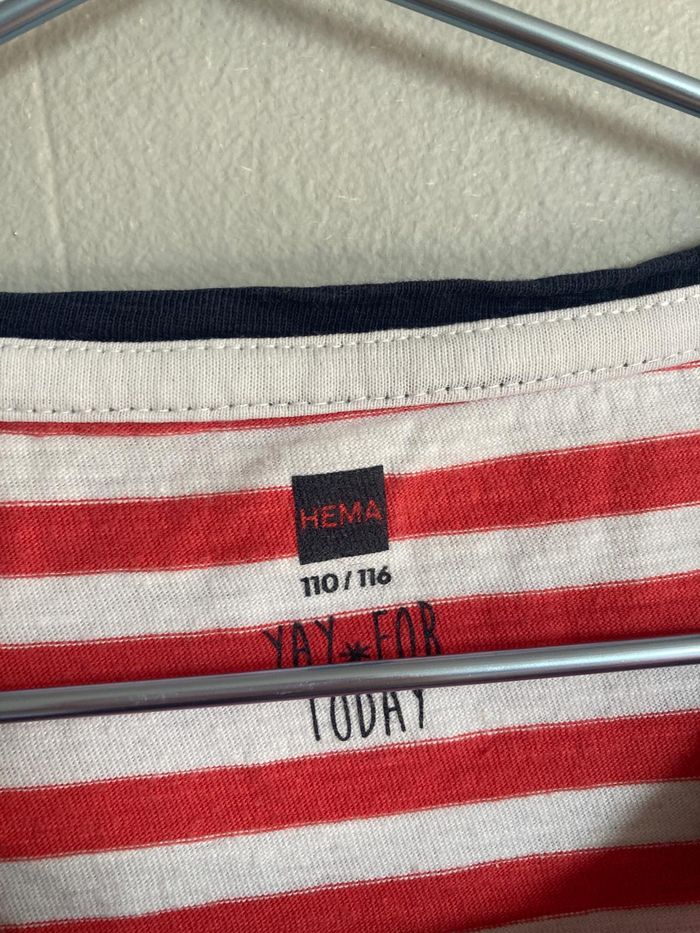 HEMA
110 / 116
YAY*FOR
TODAY